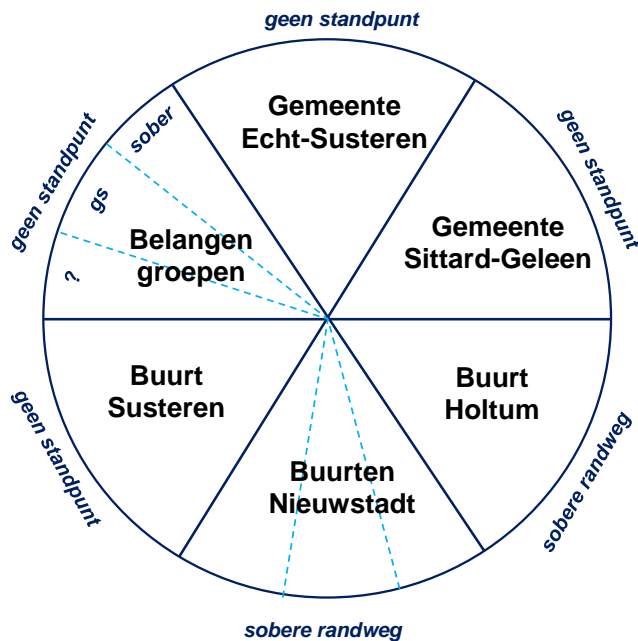 geen standpunt
Gemeente
Echt-Susteren
geen standpunt
Gemeente
Sittard-Geleen
geen standpunt
sober
gs
?
Belangen
groepen
Buurt
Susteren
geen standpunt
Buurt
Holtum
sobere randweg
Buurten
Nieuwstadt
sobere randweg